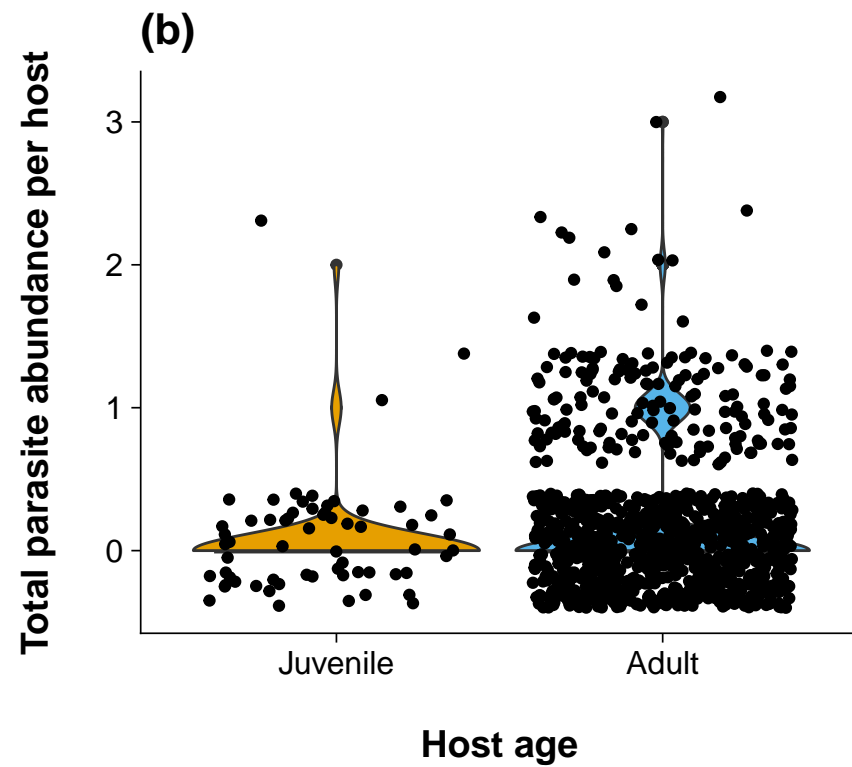 (b)
Total parasite abundance per host
3
2
1
0
Juvenile
Adult
Host age